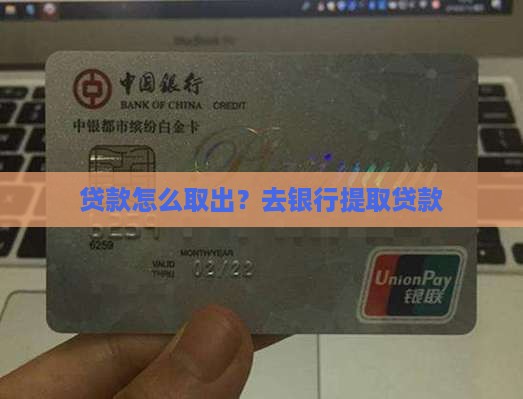 中国银行
BANK OF CHINA CREDIT
中银都市缤纷白金卡
Platinum
贷款怎么取出？去银行提取贷款
6259
6259
MONTH/YEAR
VALID THRU 02/22
UnionPay
银联